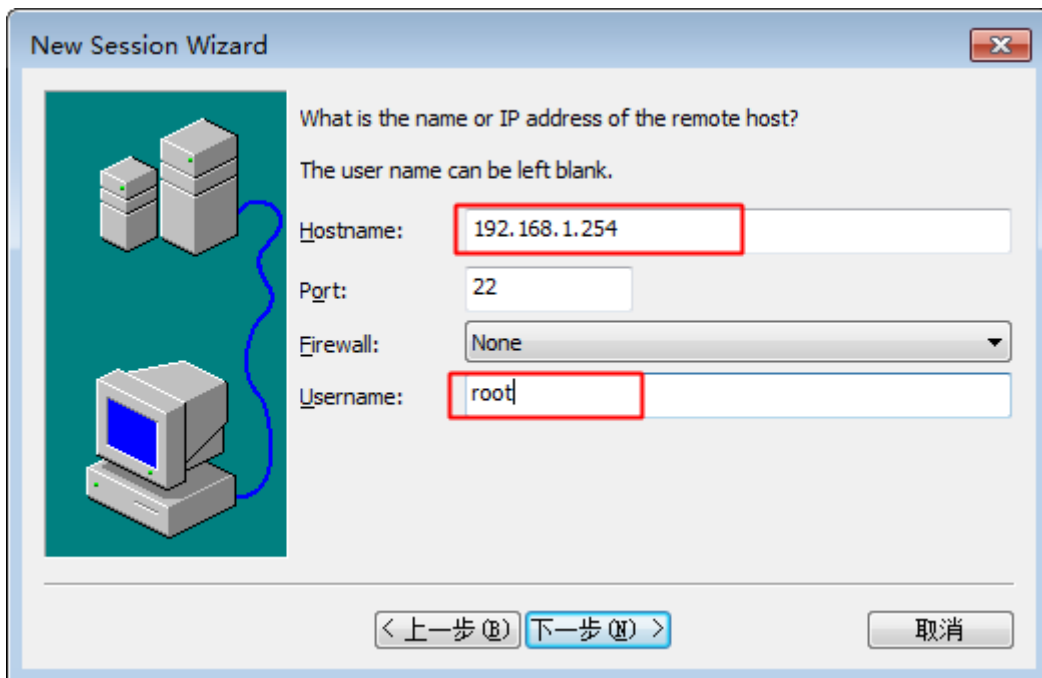 New Session Wizard
What is the name or IP address of the remote host?
The user name can be left blank.
Hostname: 192.168.1.254
Port: 22
Firewall: None
Username: root
< 上一步(B) 下一步(N) > 取消